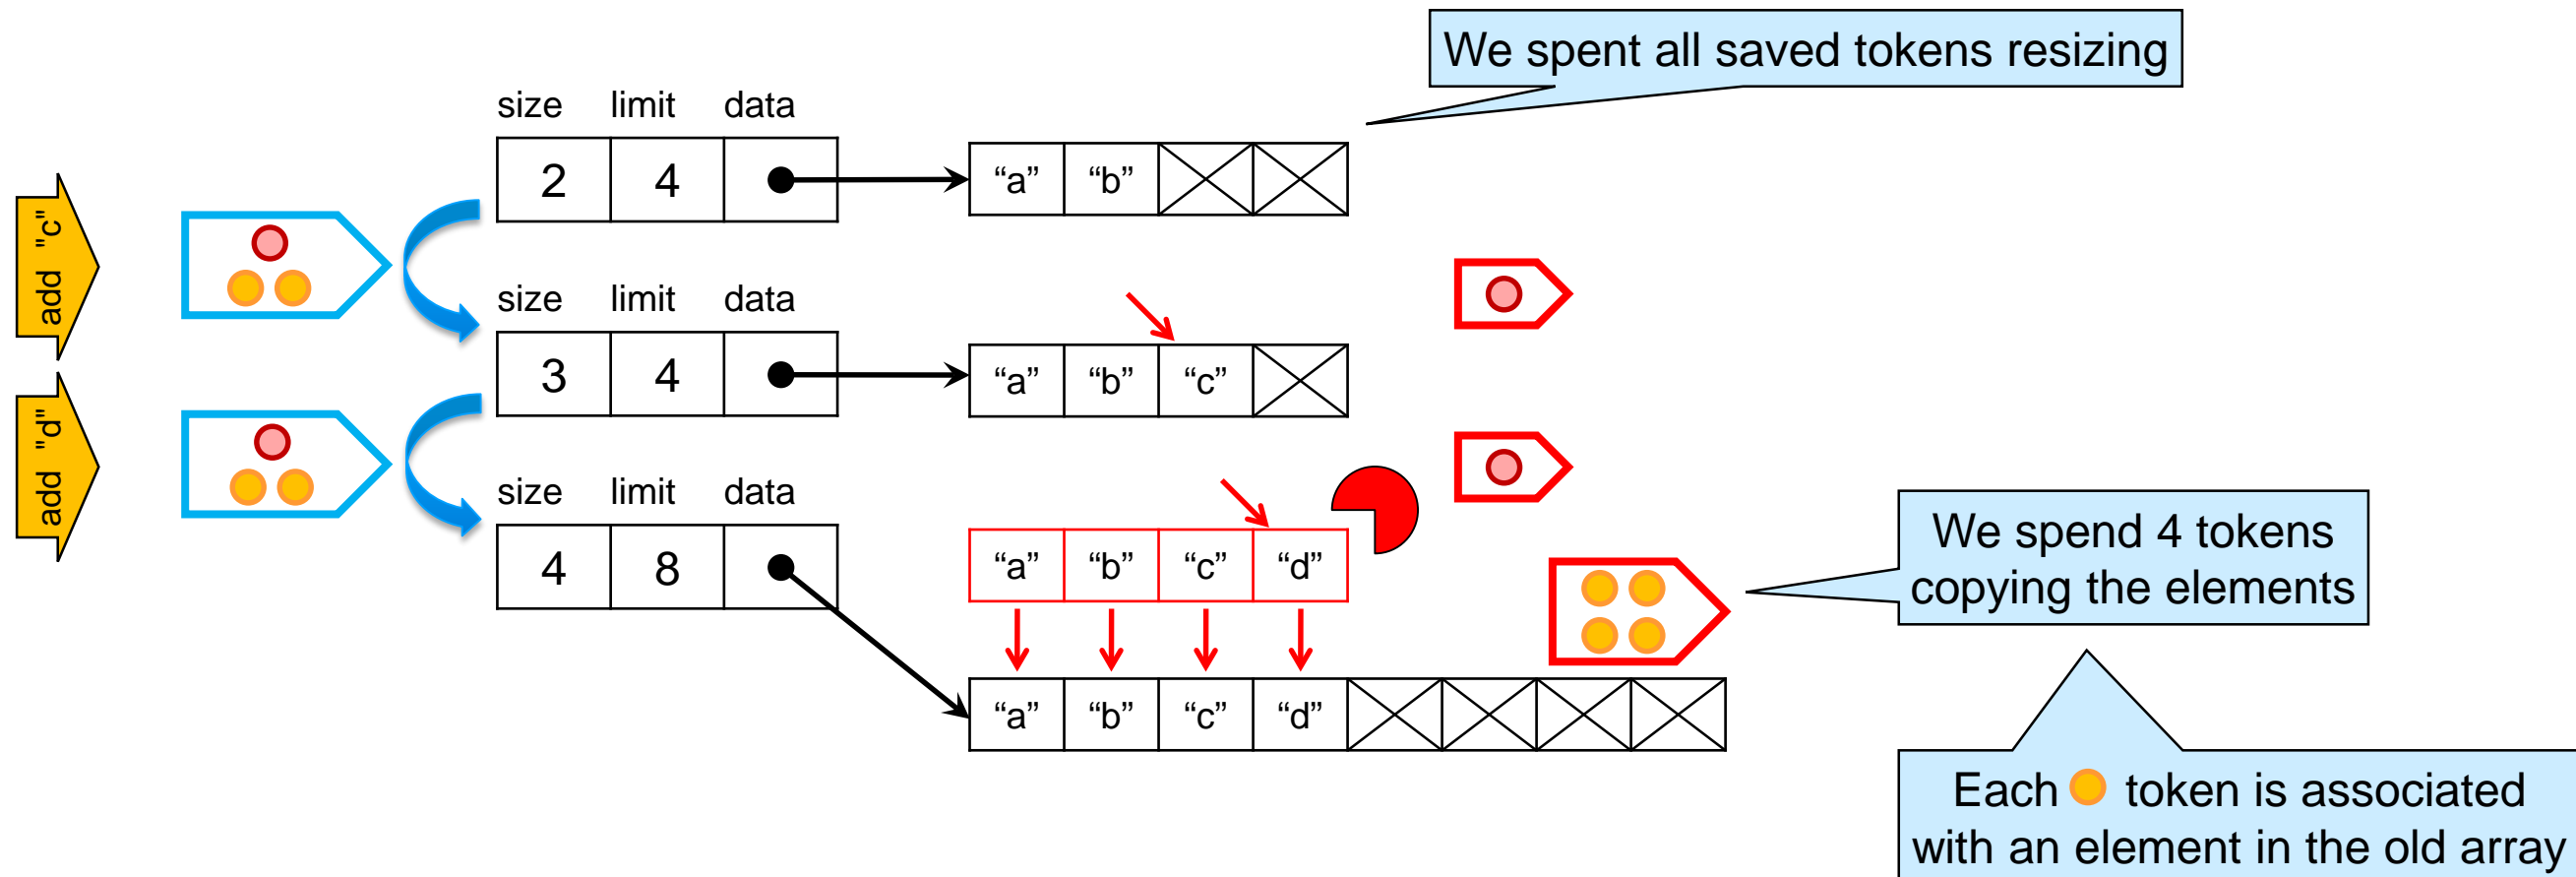 We spent all saved tokens resizing
size limit data
2 4
“a” “b”
add "c"
size limit data
3 4
“a” “b” “c”
add "d"
size limit data
4 8
“a” “b” “c” “d”
We spend 4 tokens
copying the elements
“a” “b” “c” “d”
Each token is associated
with an element in the old array